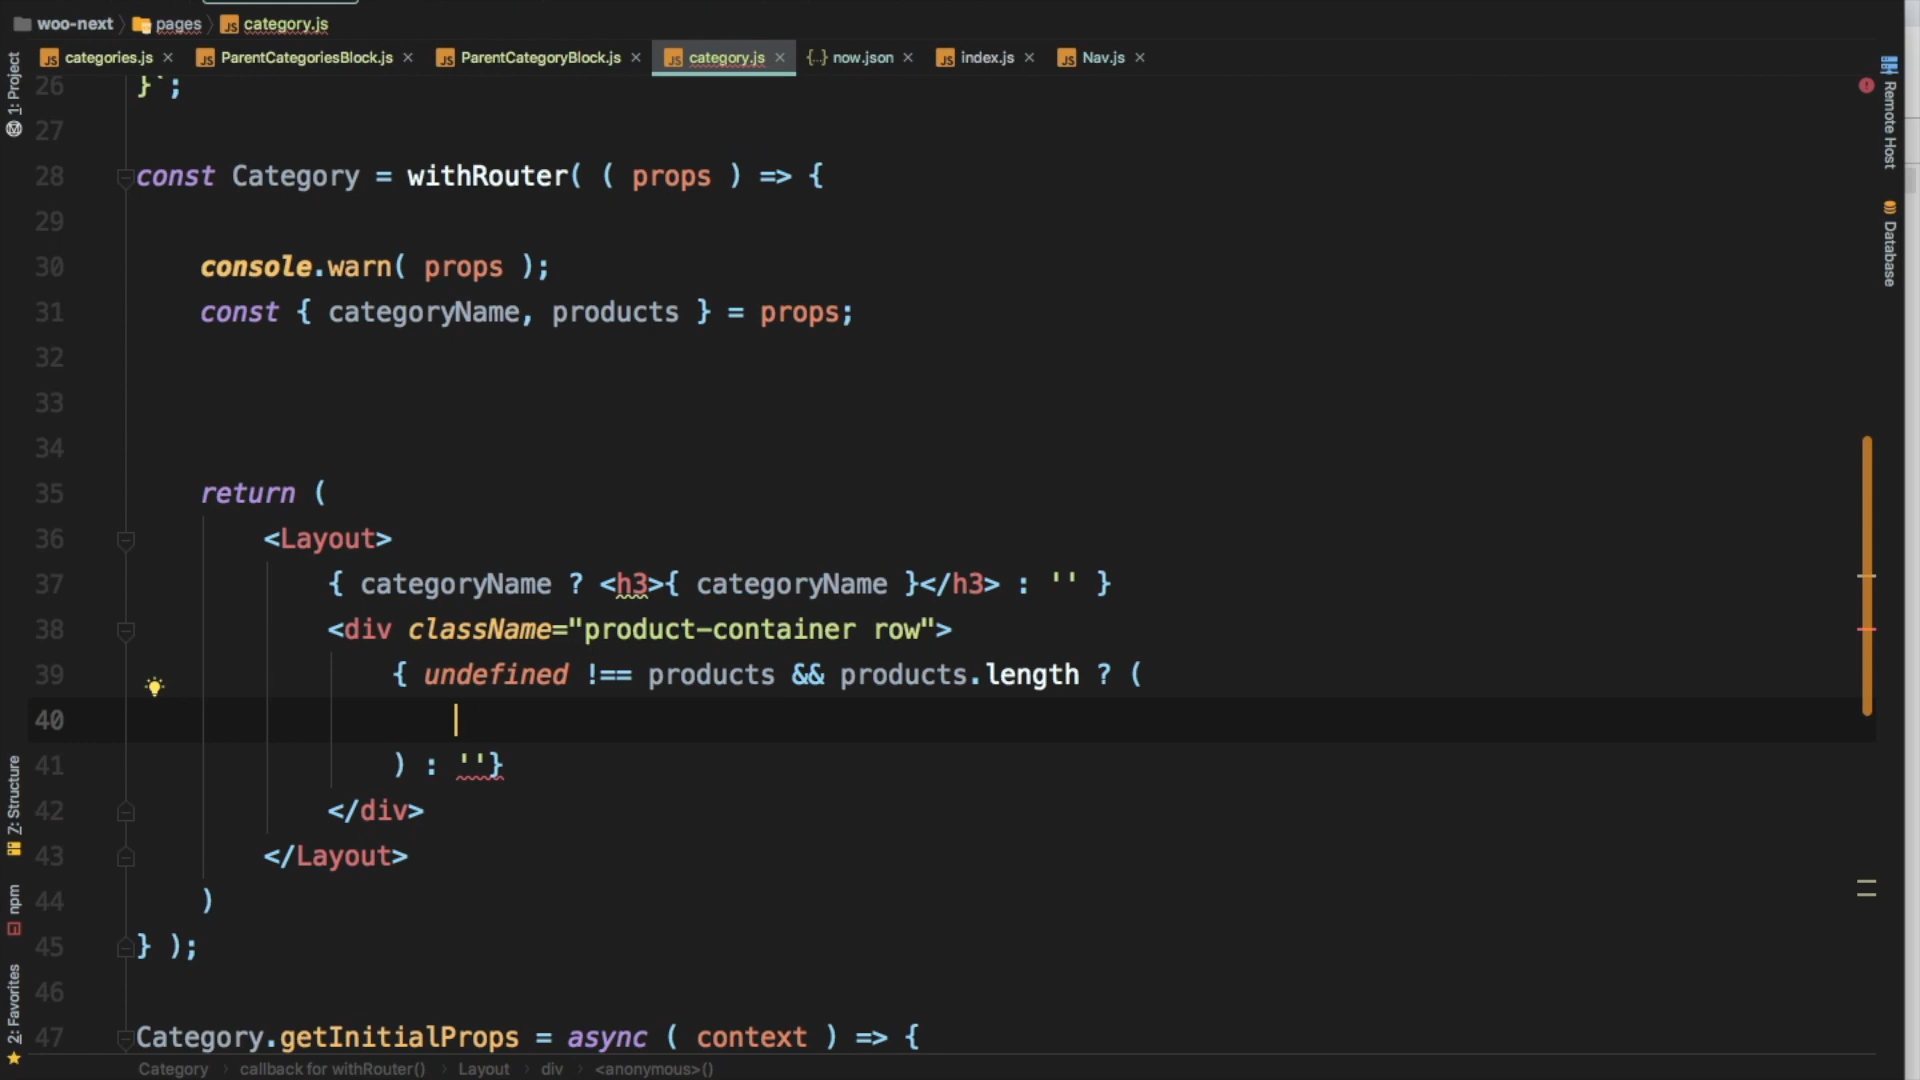 woo-next pages category.js
categories.js ParentCategoriesBlock.js ParentCategoryBlock.js category.js now.json index.js Nav.js
1: Project
Z: Structure
npm
2: Favorites
Remote Host
Database
26 }`;
27
28 const Category = withRouter( ( props ) => {
29
30 console.warn( props );
31 const { categoryName, products } = props;
32
33
34
35 return (
36 <Layout>
37 { categoryName ? <h3>{ categoryName }</h3> : '' }
38 <div className="product-container row">
39 { undefined !== products && products.length ? (
40
41 ) : ''}
42 </div>
43 </Layout>
44 )
45 } );
46
47 Category.getInitialProps = async ( context ) => {
Category callback for withRouter() Layout div <anonymous>()